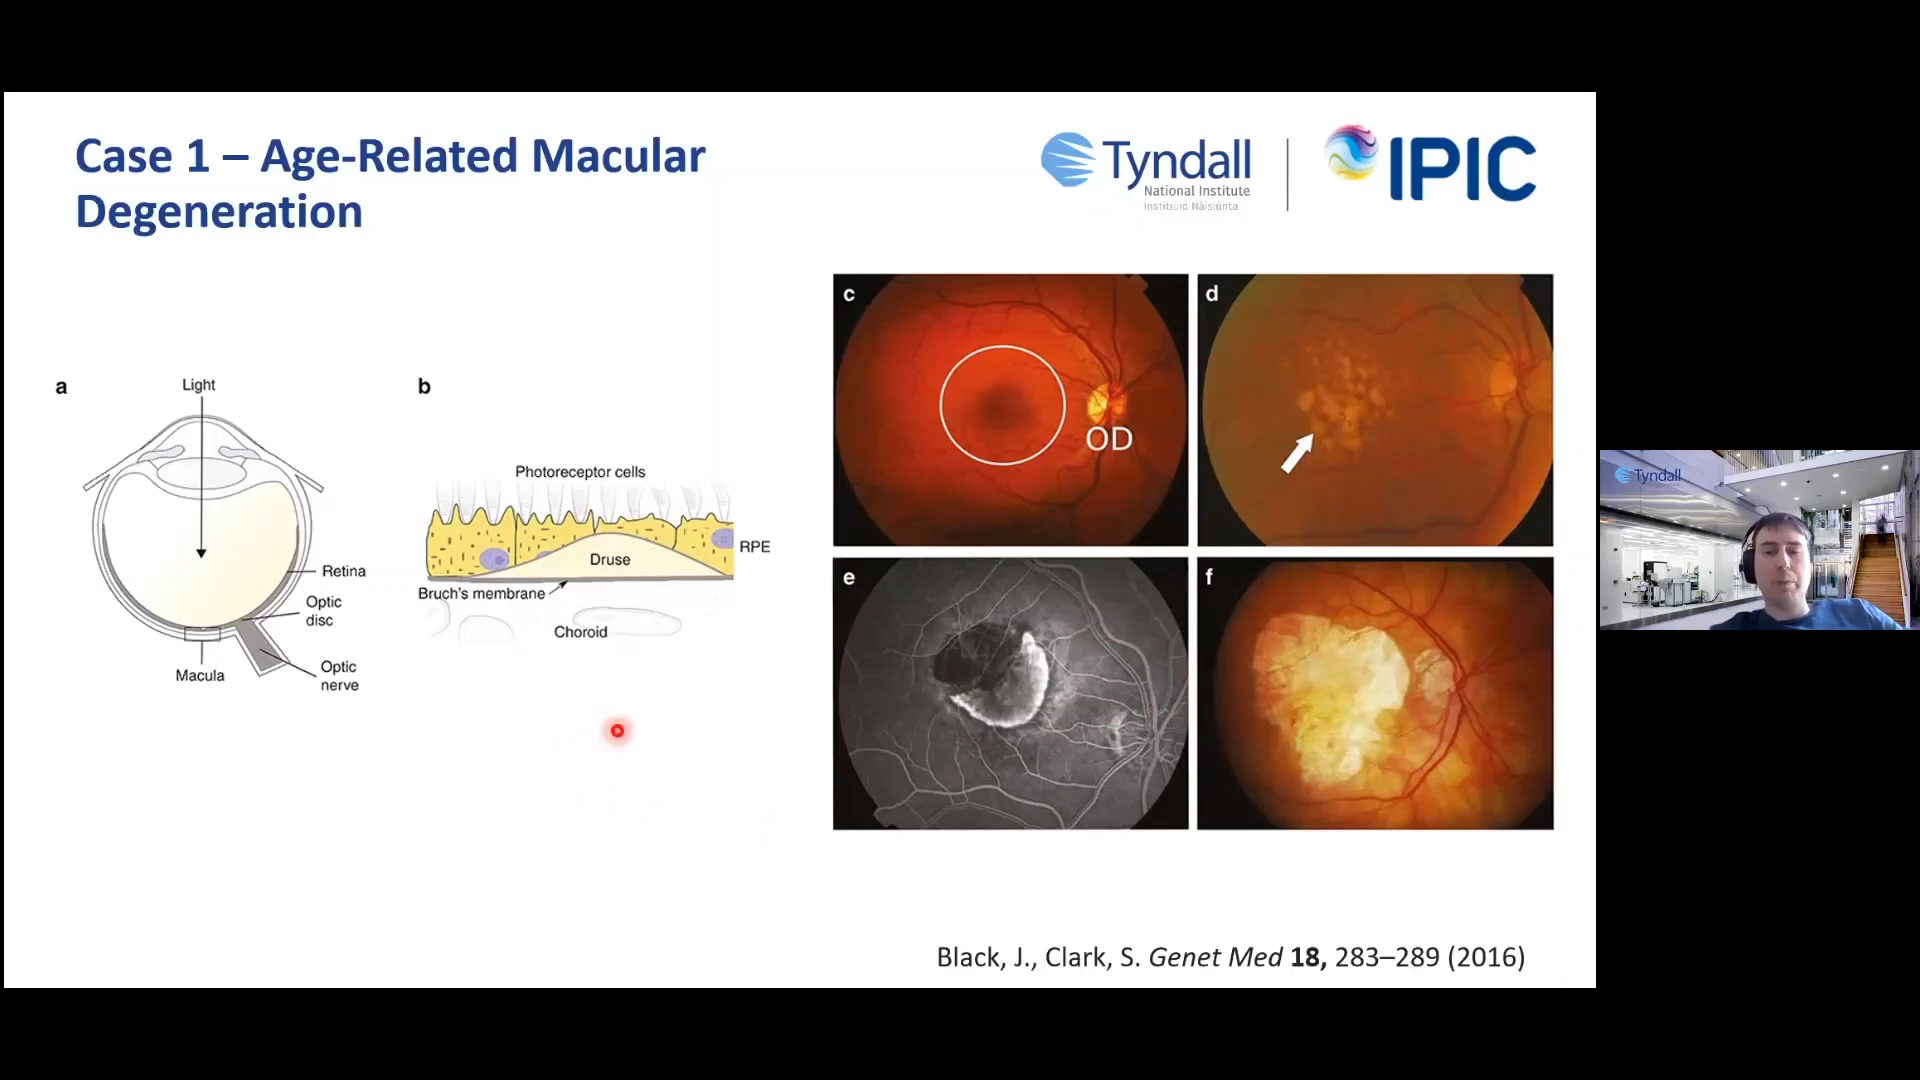 Case 1 – Age-Related Macular
Degeneration
Tyndall
National Institute
Institiúid Náisiúnta
IPIC
a
Light
Retina
Optic
disc
Optic
nerve
Macula
b
Photoreceptor cells
RPE
Druse
Bruch's membrane
Choroid
c
OD
d
e
f
Black, J., Clark, S. Genet Med 18, 283–289 (2016)
Tyndall